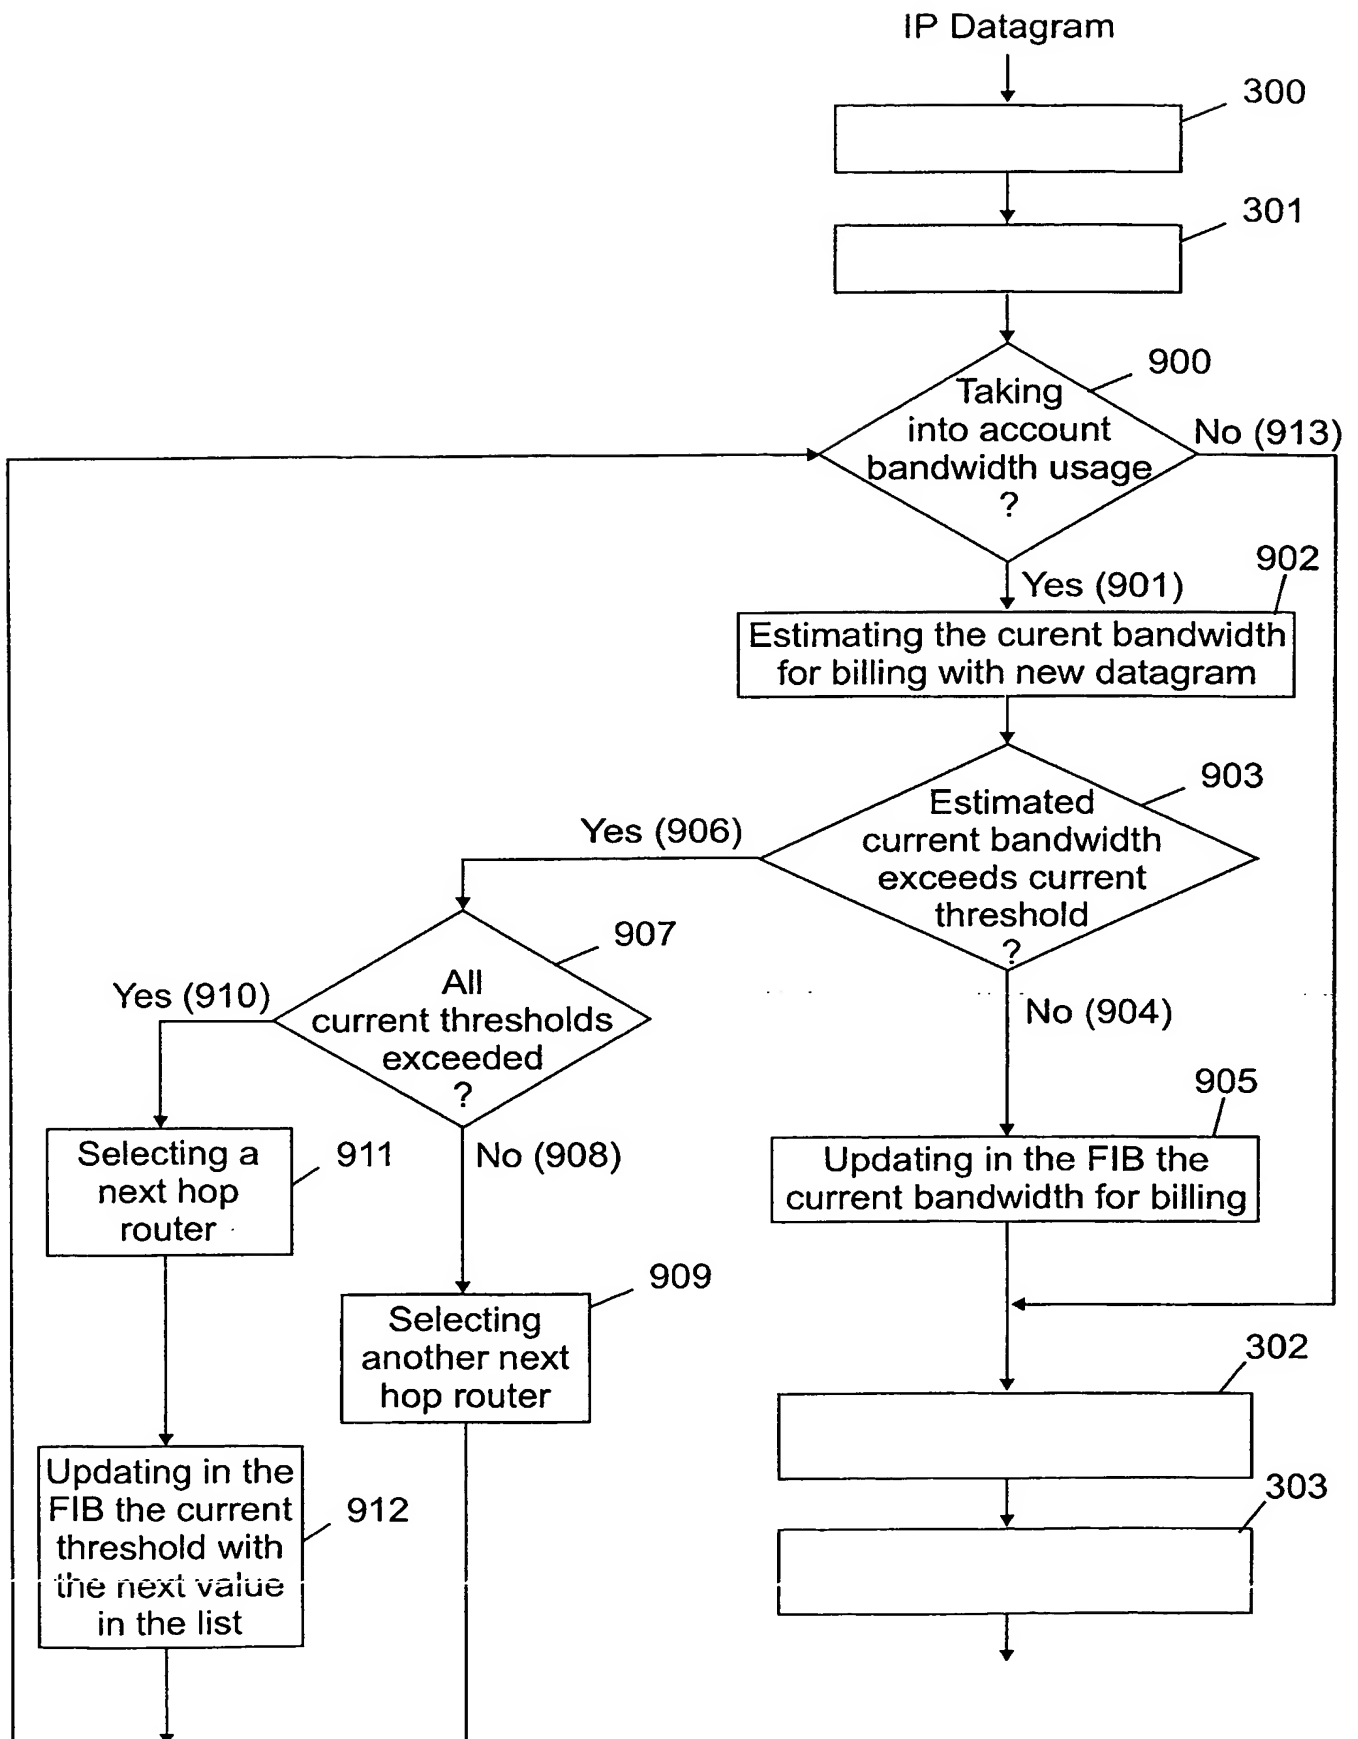 IP Datagram
300
301
900
Taking
into account
bandwidth usage
?
No (913)
Yes (901)
902
Estimating the curent bandwidth
for billing with new datagram
903
Estimated
current bandwidth
exceeds current
threshold
?
Yes (906)
907
All
current thresholds
exceeded
?
Yes (910)
No (904)
905
Updating in the FIB the
current bandwidth for billing
Selecting a
next hop
router
911
No (908)
909
Selecting
another next
hop router
302
303
Updating in the
FIB the current
threshold with
the next value
in the list
912